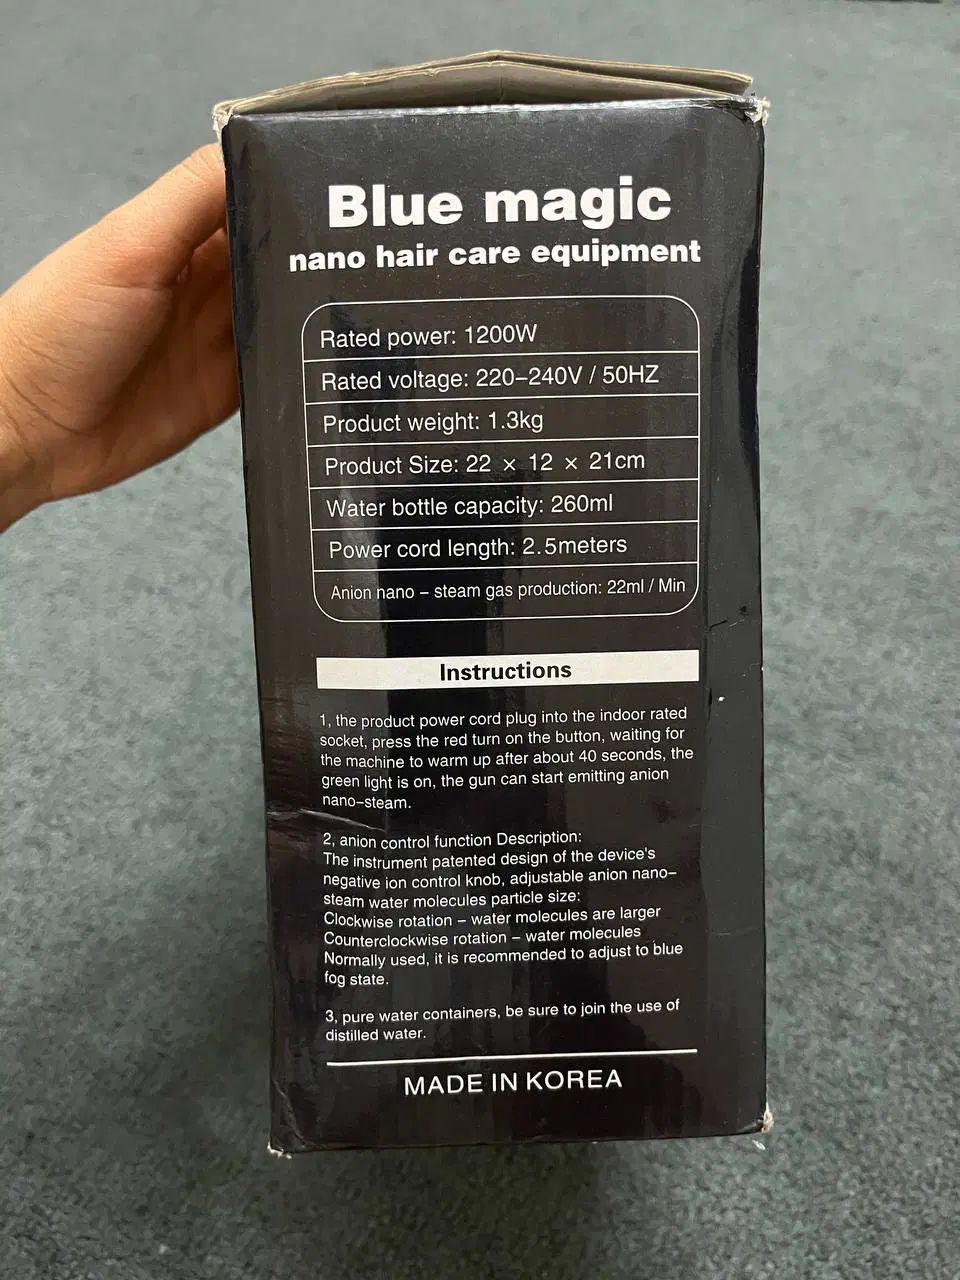 Blue magic
nano hair care equipment
Rated power: 1200W
Rated voltage: 220–240V / 50HZ
Product weight: 1.3kg
Product Size: 22 × 12 × 21cm
Water bottle capacity: 260ml
Power cord length: 2.5meters
Anion nano – steam gas production: 22ml / Min
Instructions
1, the product power cord plug into the indoor rated
socket, press the red turn on the button, waiting for
the machine to warm up after about 40 seconds, the
green light is on, the gun can start emitting anion
nano–steam.
2, anion control function Description:
The instrument patented design of the device's
negative ion control knob, adjustable anion nano–
steam water molecules particle size:
Clockwise rotation – water molecules are larger
Counterclockwise rotation – water molecules
Normally used, it is recommended to adjust to blue
fog state.
3, pure water containers, be sure to join the use of
distilled water.
MADE IN KOREA